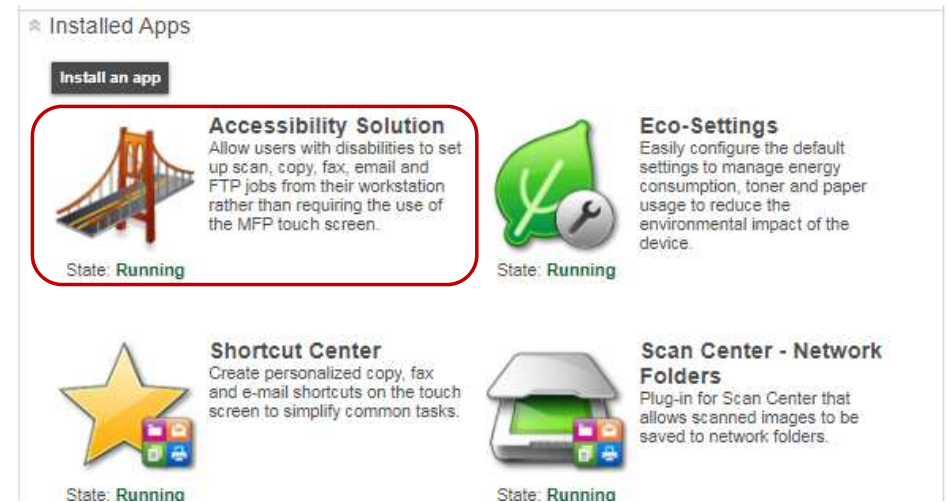 Installed Apps
Install an app
Accessibility Solution
Allow users with disabilities to set
up scan, copy, fax, email and
FTP jobs from their workstation
rather than requiring the use of
the MFP touch screen.
State: Running
Eco-Settings
Easily configure the default
settings to manage energy
consumption, toner and paper
usage to reduce the
environmental impact of the
device.
State: Running
Shortcut Center
Create personalized copy, fax
and e-mail shortcuts on the touch
screen to simplify common tasks.
State: Running
Scan Center - Network
Folders
Plug-in for Scan Center that
allows scanned images to be
saved to network folders.
State: Running